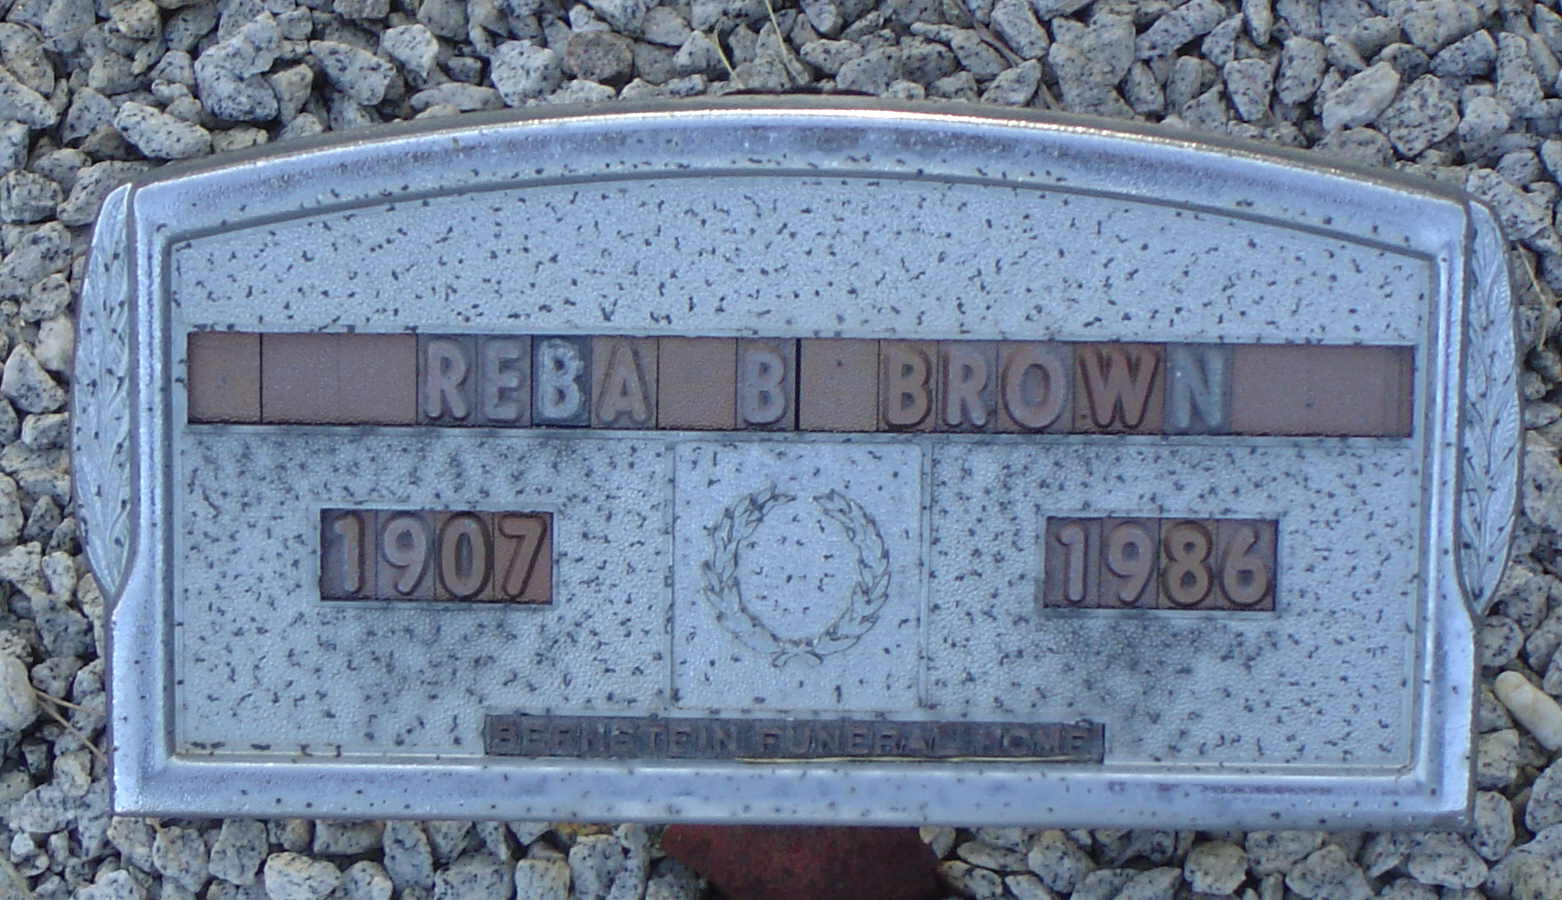 REBA B BROWN
1907 1986
BERNSTEIN FUNERAL HOME